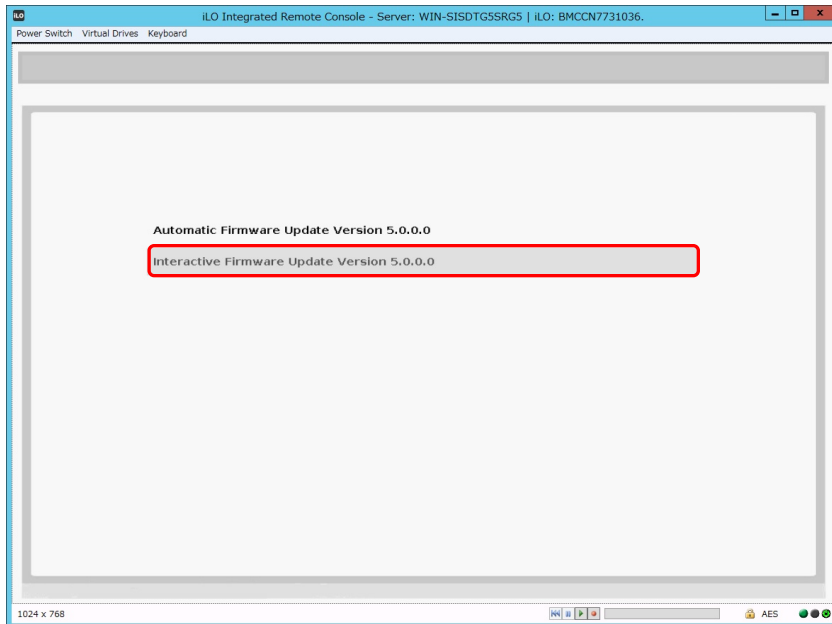 iLO
iLO Integrated Remote Console - Server: WIN-SISDTG5SRG5 | iLO: BMCCN7731036.
Power Switch Virtual Drives Keyboard
Automatic Firmware Update Version 5.0.0.0
Interactive Firmware Update Version 5.0.0.0
1024 x 768
AES